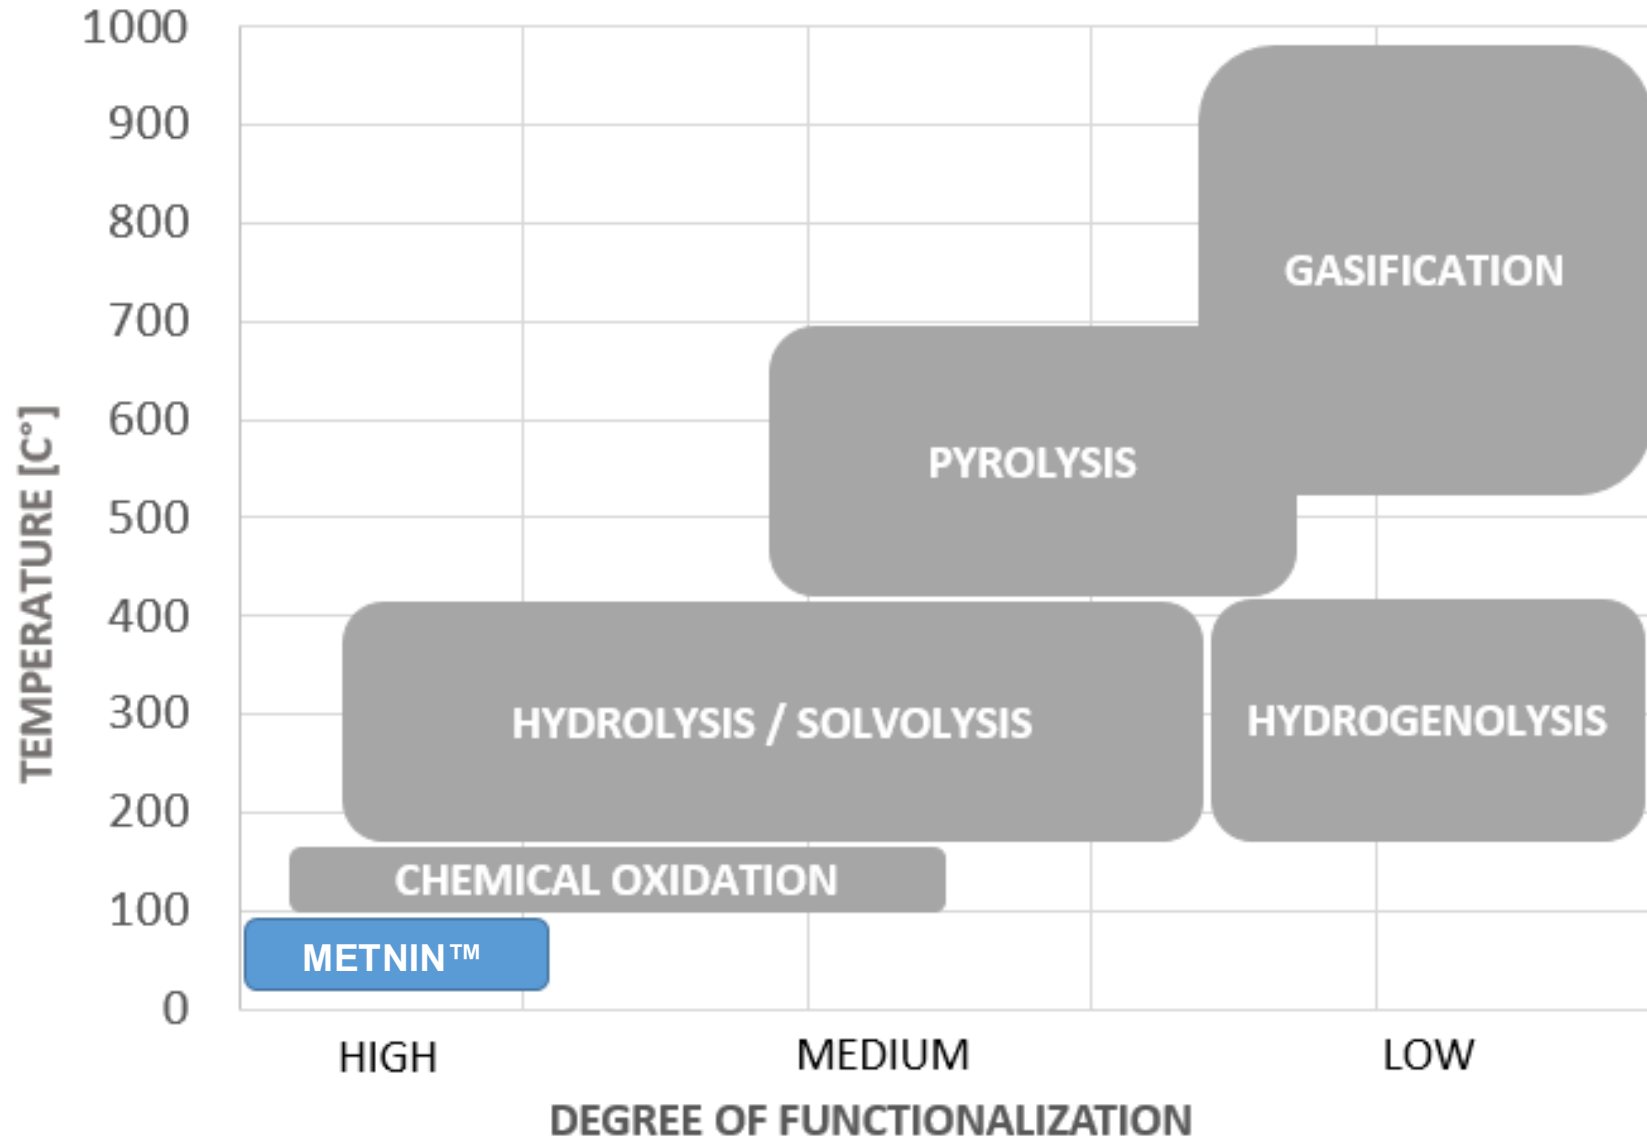 1000
900
800
700
600
500
400
300
200
100
0
TEMPERATURE [C°]
GASIFICATION
PYROLYSIS
HYDROLYSIS / SOLVOLYSIS
HYDROGENOLYSIS
CHEMICAL OXIDATION
METNIN™
HIGH
MEDIUM
LOW
DEGREE OF FUNCTIONALIZATION